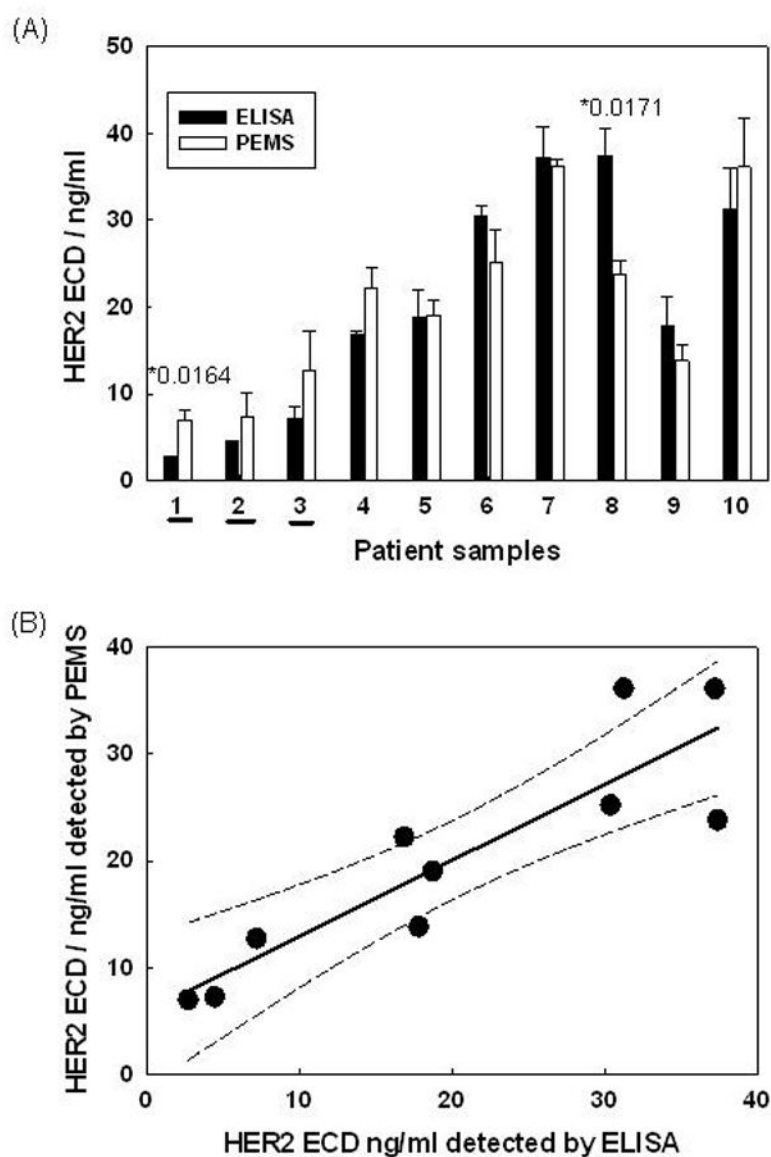 (A)
HER2 ECD / ng/ml
50
40
30
20
10
0
ELISA
PEMS
*0.0164
*0.0171
1 2 3 4 5 6 7 8 9 10
Patient samples
(B)
HER2 ECD / ng/ml detected by PEMS
40
30
20
10
0
0 10 20 30 40
HER2 ECD ng/ml detected by ELISA